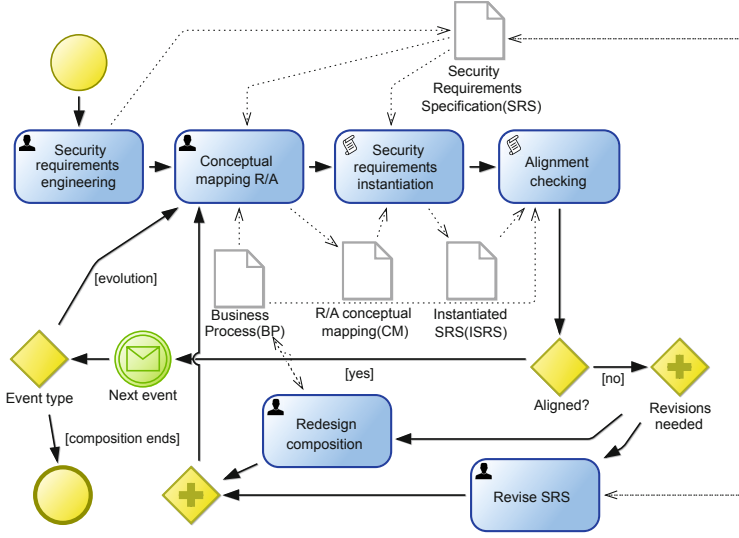 Security
Requirements
Specification(SRS)
Security
requirements
engineering
Conceptual
mapping R/A
Security
requirements
instantiation
Alignment
checking
[evolution]
Business
Process(BP)
R/A conceptual
mapping(CM)
Instantiated
SRS(ISRS)
Event type
Next event
[yes]
Aligned?
[no]
Revisions
needed
[composition ends]
Redesign
composition
Revise SRS